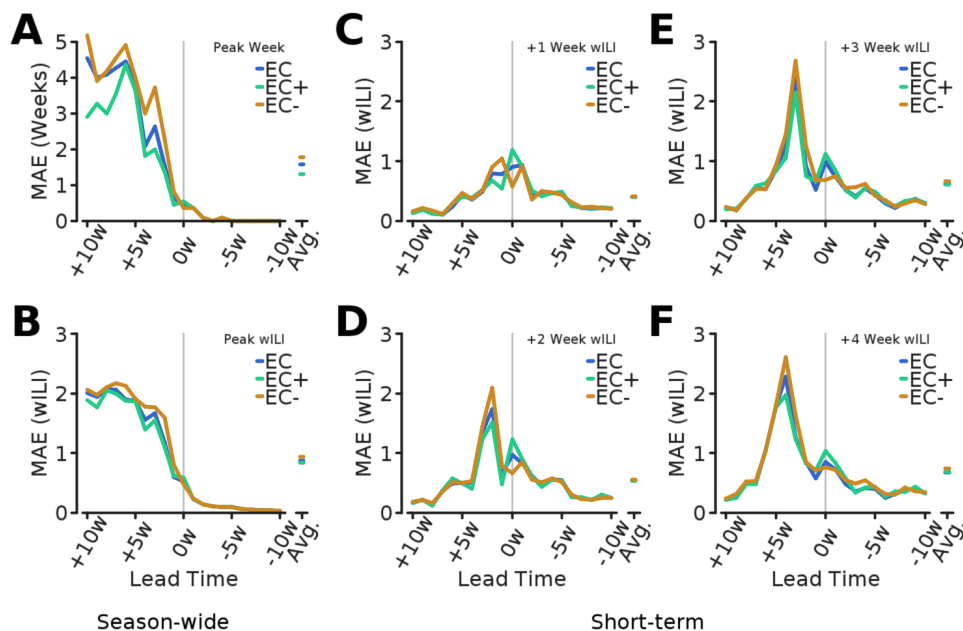 A
MAE (Weeks)
5
4
3
2
1
0
Peak Week
EC
EC+
EC-
+10w
+5w
0w
-5w
-10w
Avg.
B
MAE (wILI)
3
2
1
0
Peak wILI
EC
EC+
EC-
+10w
+5w
0w
-5w
-10w
Avg.
Lead Time
Season-wide
C
MAE (wILI)
3
2
1
0
+1 Week wILI
EC
EC+
EC-
+10w
+5w
0w
-5w
-10w
Avg.
D
MAE (wILI)
3
2
1
0
+2 Week wILI
EC
EC+
EC-
+10w
+5w
0w
-5w
-10w
Avg.
Lead Time
E
MAE (wILI)
3
2
1
0
+3 Week wILI
EC
EC+
EC-
+10w
+5w
0w
-5w
-10w
Avg.
F
MAE (wILI)
3
2
1
0
+4 Week wILI
EC
EC+
EC-
+10w
+5w
0w
-5w
-10w
Avg.
Lead Time
Short-term